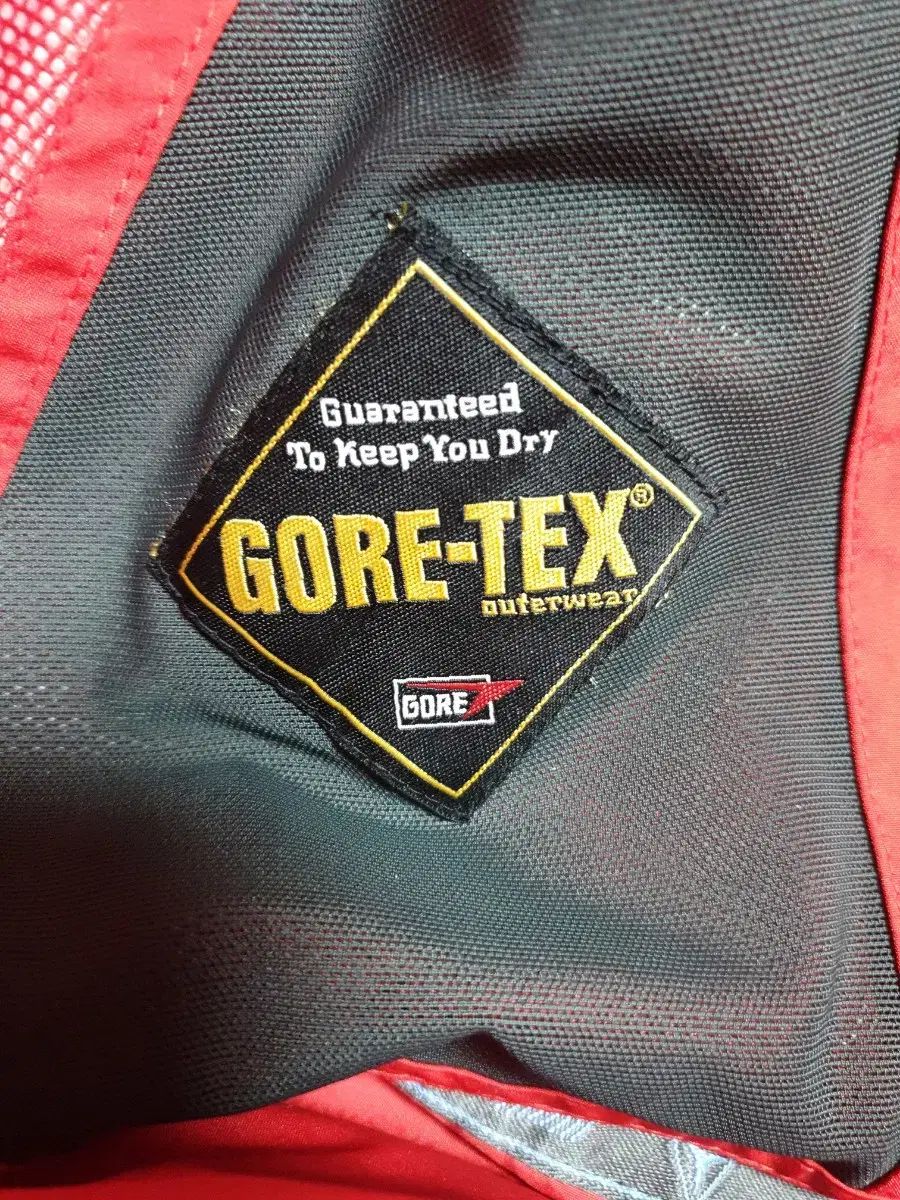 Guaranteed
To Keep You Dry
GORE-TEX®
outerwear
GORE